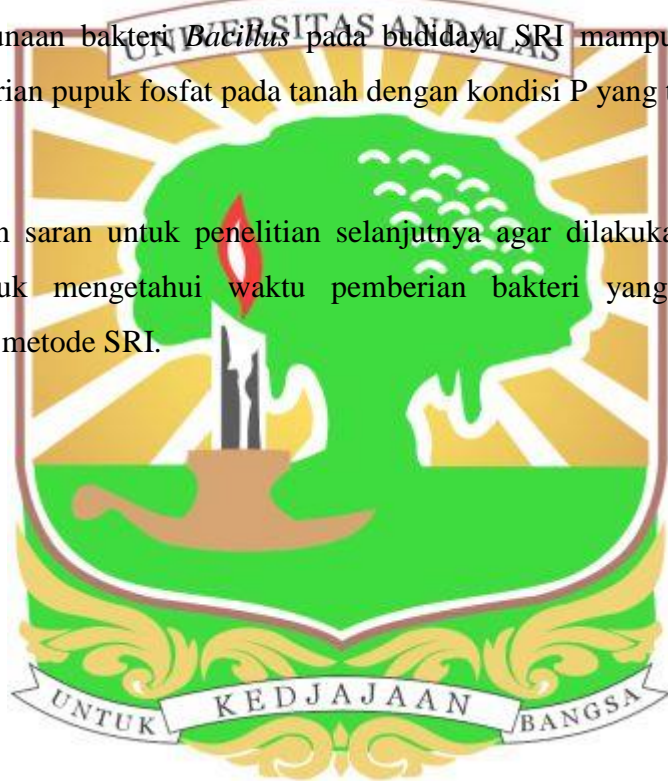 UNIVERSITAS ANDALAS
unaan bakteri Bacillus pada budidaya SRI mampu
rian pupuk fosfat pada tanah dengan kondisi P yang t
n saran untuk penelitian selanjutnya agar dilakuka
uk mengetahui waktu pemberian bakteri yang
metode SRI.
UNTUK KEDJAJAAN BANGSA